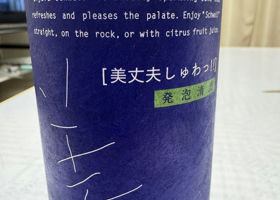 refreshes and pleases the palate. Enjoy "Schwa!!"
straight, on the rock, or with citrus fruit juice.
[美丈夫しゅわっ!!]
発泡清